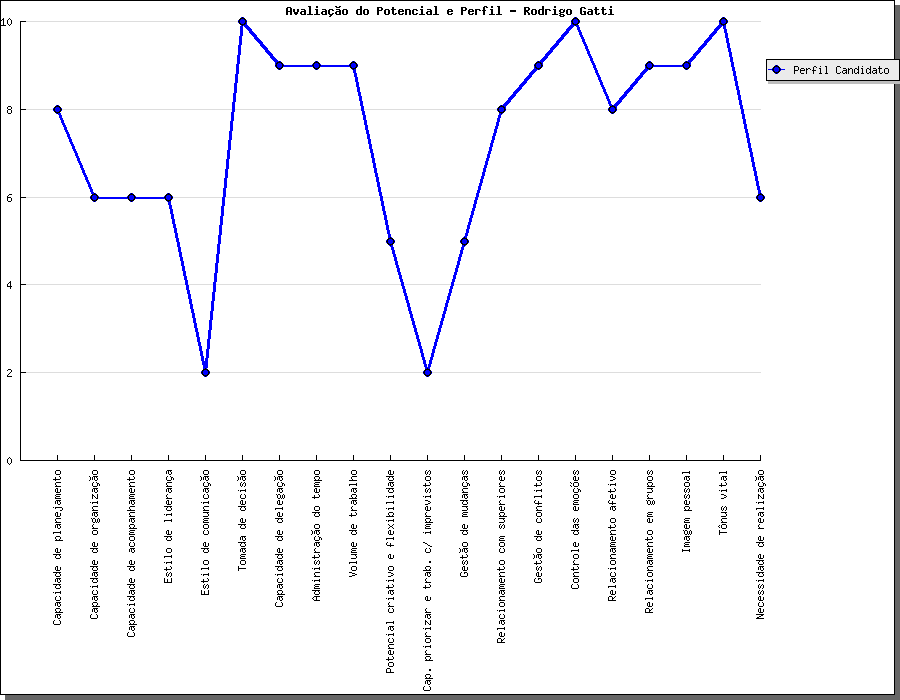 Avaliação do Potencial e Perfil - Rodrigo Gatti
10
8
6
4
2
0
Perfil Candidato
Capacidade de planejamento
Capacidade de organização
Capacidade de acompanhamento
Estilo de liderança
Estilo de comunicação
Tomada de decisão
Capacidade de delegação
Administração do tempo
Volume de trabalho
Potencial criativo e flexibilidade
Cap. priorizar e trab. c/ imprevistos
Gestão de mudanças
Relacionamento com superiores
Gestão de conflitos
Controle das emoções
Relacionamento afetivo
Relacionamento em grupos
Imagem pessoal
Tônus vital
Necessidade de realização